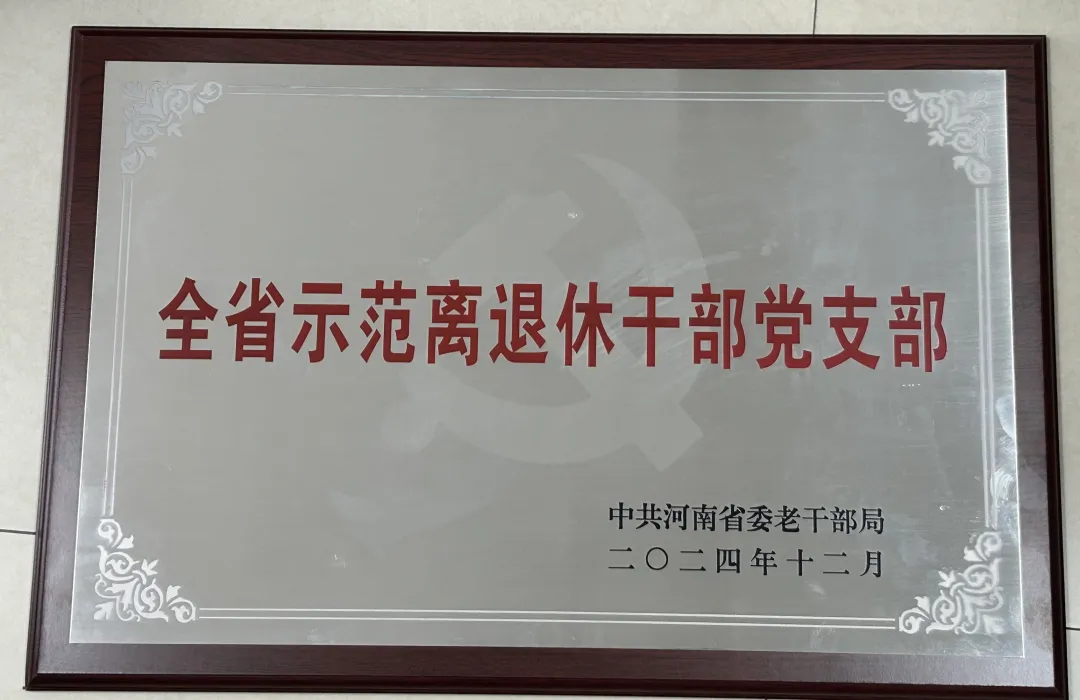 全省示范离退休干部党支部
中共河南省委老干部局
二〇二四年十二月